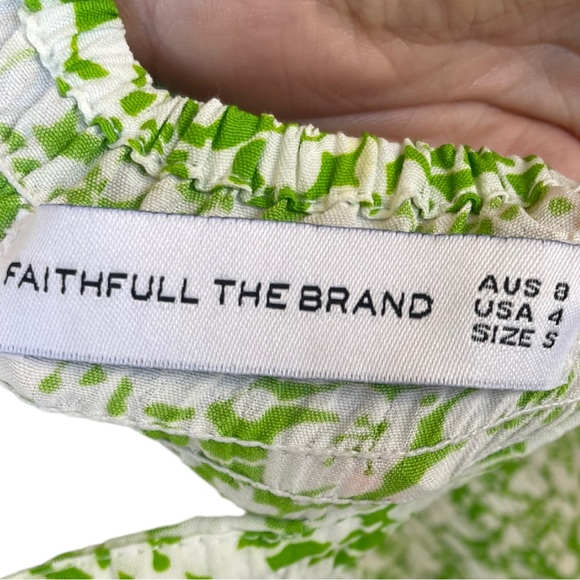 FAITHFULL THE BRAND
AUS 8
USA 4
SIZE S